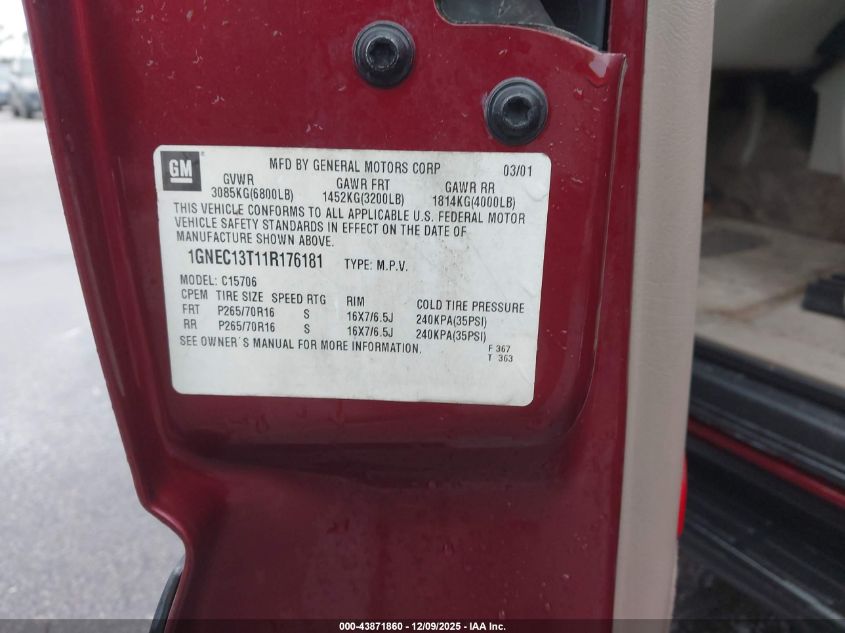 GM
MFD BY GENERAL MOTORS CORP 03/01
GVWR GAWR FRT GAWR RR
3085KG(6800LB) 1452KG(3200LB) 1814KG(4000LB)
THIS VEHICLE CONFORMS TO ALL APPLICABLE U.S. FEDERAL MOTOR
VEHICLE SAFETY STANDARDS IN EFFECT ON THE DATE OF
MANUFACTURE SHOWN ABOVE.
1GNEC13T11R176181 TYPE: M.P.V.
MODEL: C15706
CPEM TIRE SIZE SPEED RTG RIM COLD TIRE PRESSURE
FRT P265/70R16 S 16X7/6.5J 240KPA(35PSI)
RR P265/70R16 S 16X7/6.5J 240KPA(35PSI)
SEE OWNER'S MANUAL FOR MORE INFORMATION.
F 367
T 363
000-43871860 - 12/09/2025 - IAA Inc.